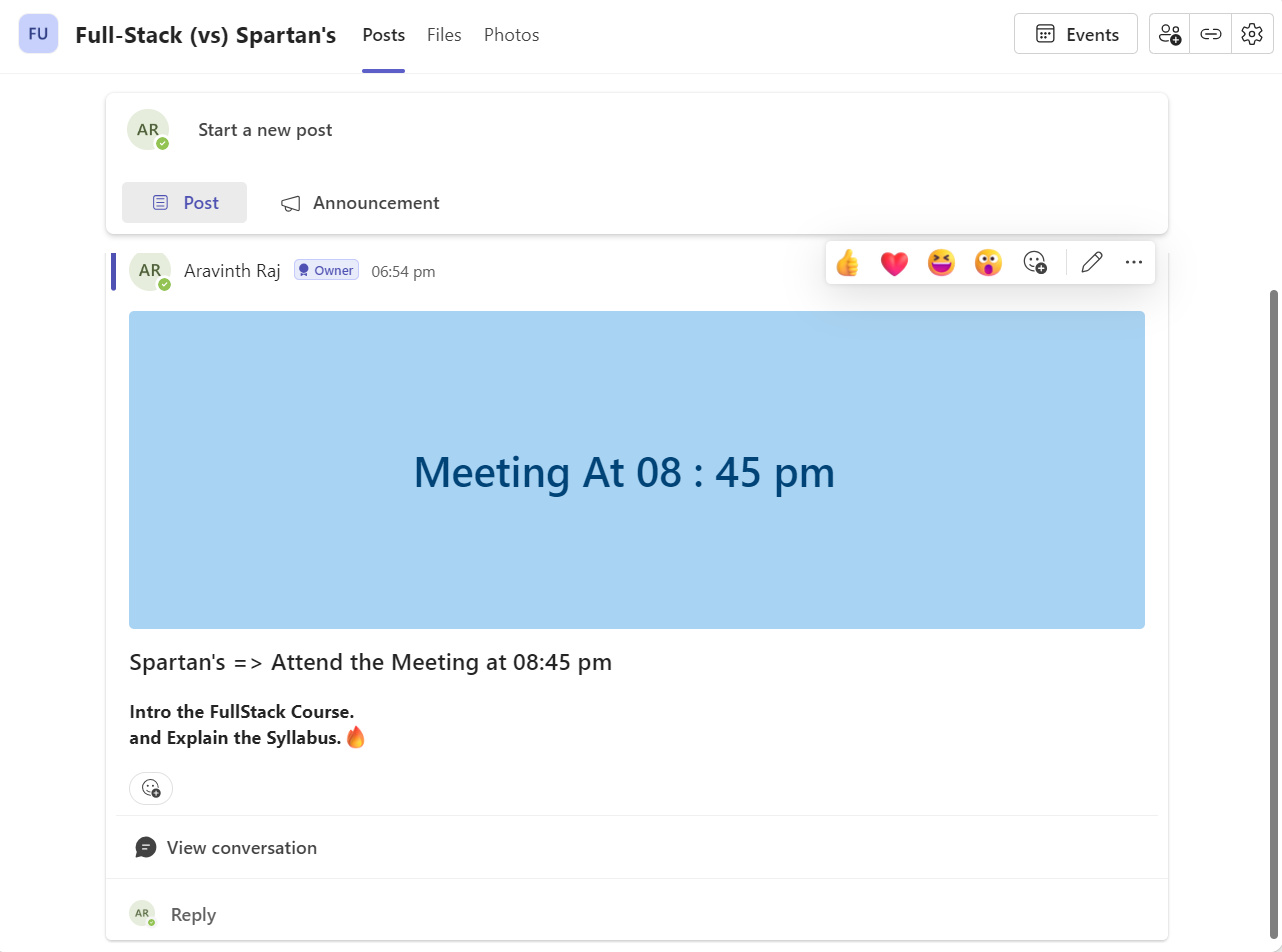 FU
Full-Stack (vs) Spartan's
Posts
Files
Photos
Events
AR
Start a new post
Post
Announcement
AR
Aravinth Raj
Owner
06:54 pm
Meeting At 08 : 45 pm
Spartan's => Attend the Meeting at 08:45 pm
Intro the FullStack Course.
and Explain the Syllabus.🔥
View conversation
AR
Reply